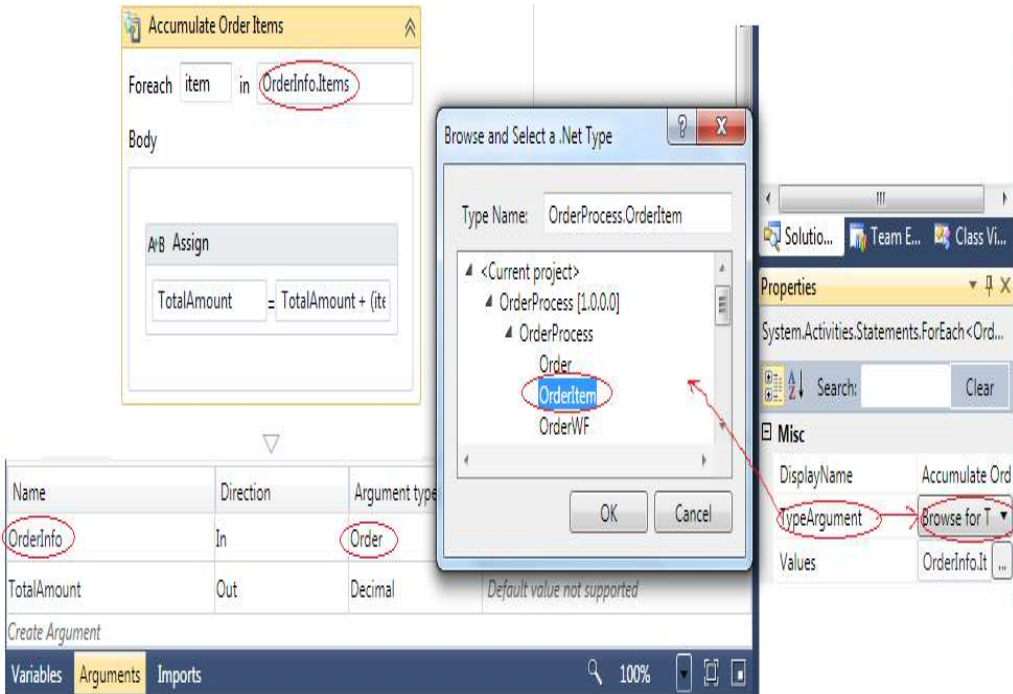 Accumulate Order Items
Foreach item in OrderInfo.Items
Body
A+B Assign
TotalAmount = TotalAmount + (ite
Browse and Select a .Net Type
Type Name: OrderProcess.OrderItem
<Current project>
OrderProcess [1.0.0.0]
OrderProcess
Order
OrderItem
OrderWF
OK Cancel
Solutio... Team E... Class Vi...
Properties
System.Activities.Statements.ForEach<Ord...
Search: Clear
Misc
DisplayName Accumulate Ord
TypeArgument Browse for T
Values OrderInfo.It ...
Name Direction Argument type
OrderInfo In Order
TotalAmount Out Decimal Default value not supported
Create Argument
Variables Arguments Imports 100%